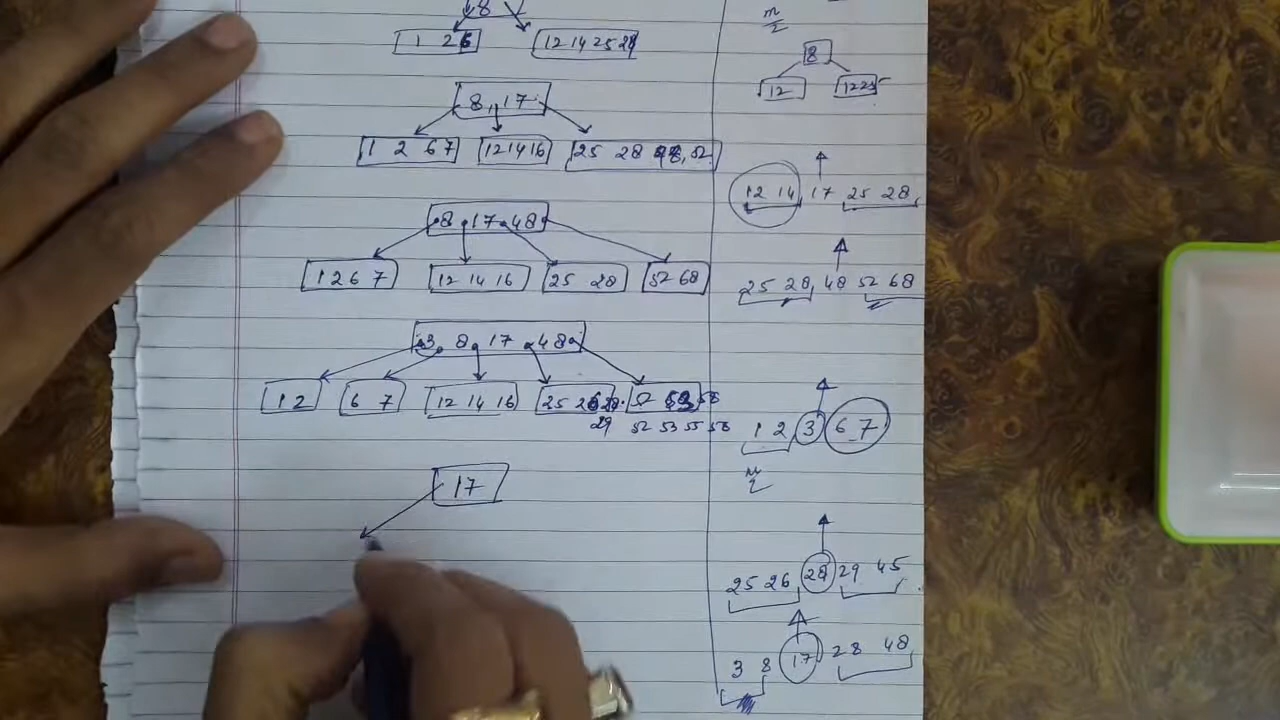 8
1 2 6
12 14 25 28
8 17
1 2 6 7
12 14 16
25 28 48, 52
8 17 48
1 2 6 7
12 14 16
25 28
52 68
3 8 17 48
1 2
6 7
12 14 16
25 26 28
29
52 53 55 58
17
m/2
8
12
12 25
12 14 17 25 28
25 28 48 52 68
1 2 3 6 7
25 26 28 29 45
3 8 17 28 48